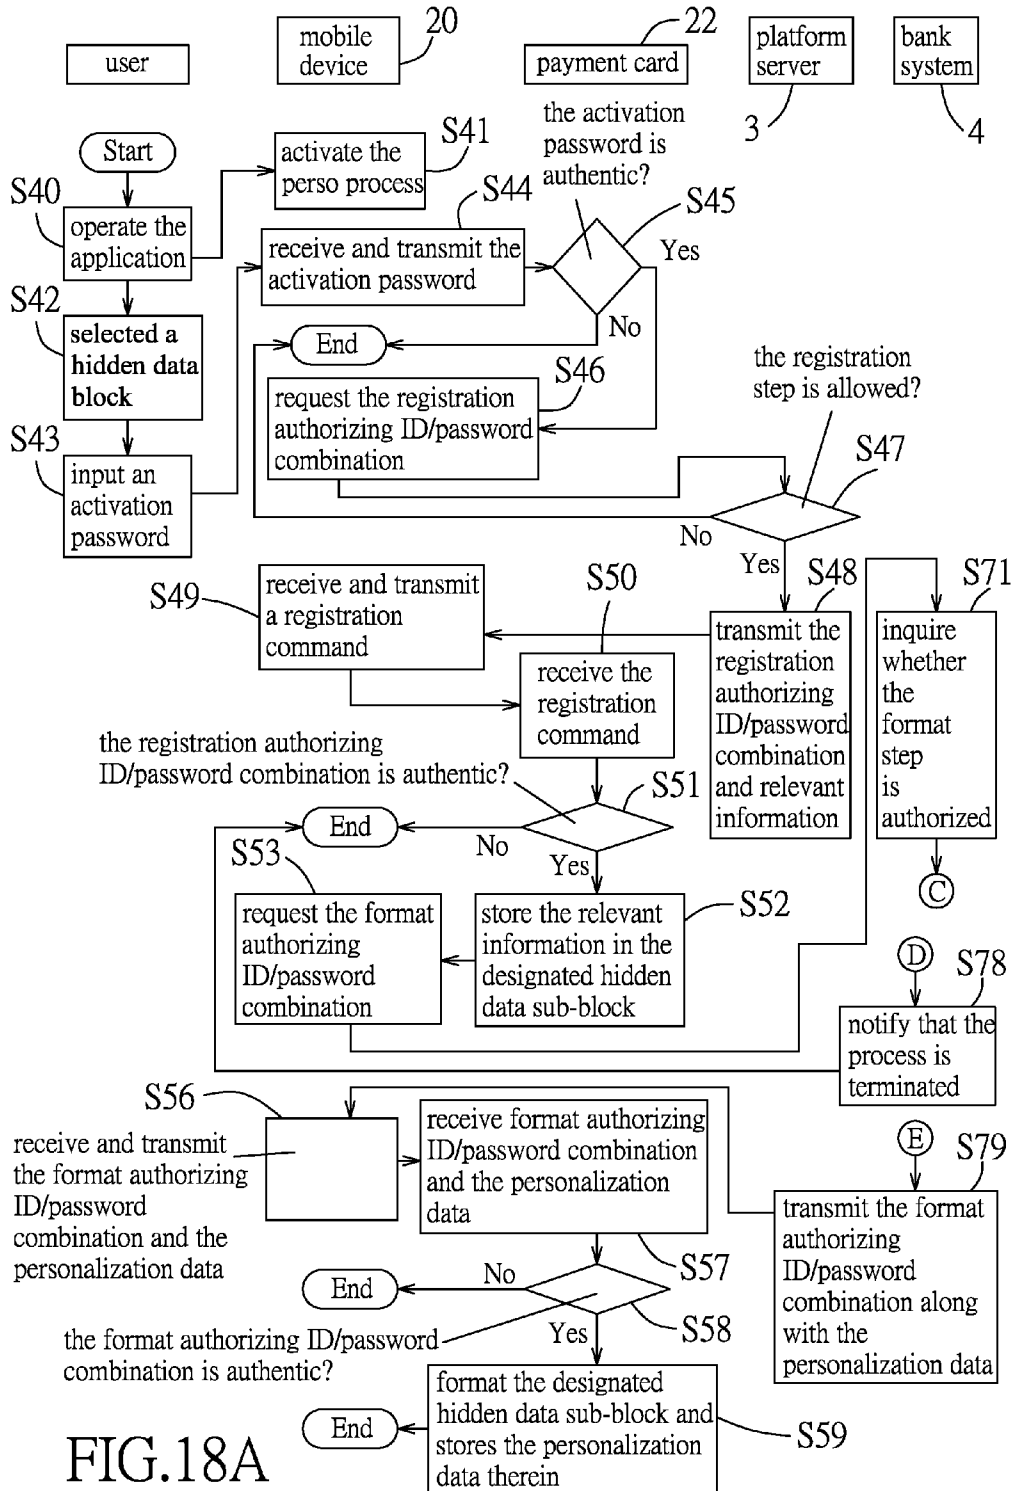 user
mobile
device
20
payment card
22
platform
server
3
bank
system
4
Start
S40
operate the
application
S41
activate the
perso process
the activation
password is
authentic?
S44
receive and transmit the
activation password
S45
Yes
No
End
S42
selected a
hidden data
block
S46
request the registration
authorizing ID/password
combination
the registration
step is allowed?
S43
input an
activation
password
S47
No
Yes
S49
receive and transmit
a registration
command
S50
receive the
registration
command
S48
transmit the
registration
authorizing
ID/password
combination
and relevant
information
S71
inquire
whether
the
format
step
is
authorized
C
the registration authorizing
ID/password combination is authentic?
S51
End
No
Yes
S53
request the format
authorizing
ID/password
combination
S52
store the relevant
information in the
designated hidden
data sub-block
D
S78
notify that the
process is
terminated
S56
receive and transmit
the format authorizing
ID/password
combination and the
personalization data
receive format authorizing
ID/password combination
and the personalization
data
S57
E
S79
transmit the format
authorizing
ID/password
combination along
with the
personalization data
End
No
S58
Yes
the format authorizing ID/password
combination is authentic?
format the designated
hidden data sub-block and
stores the personalization
data therein
S59
End
FIG.18A